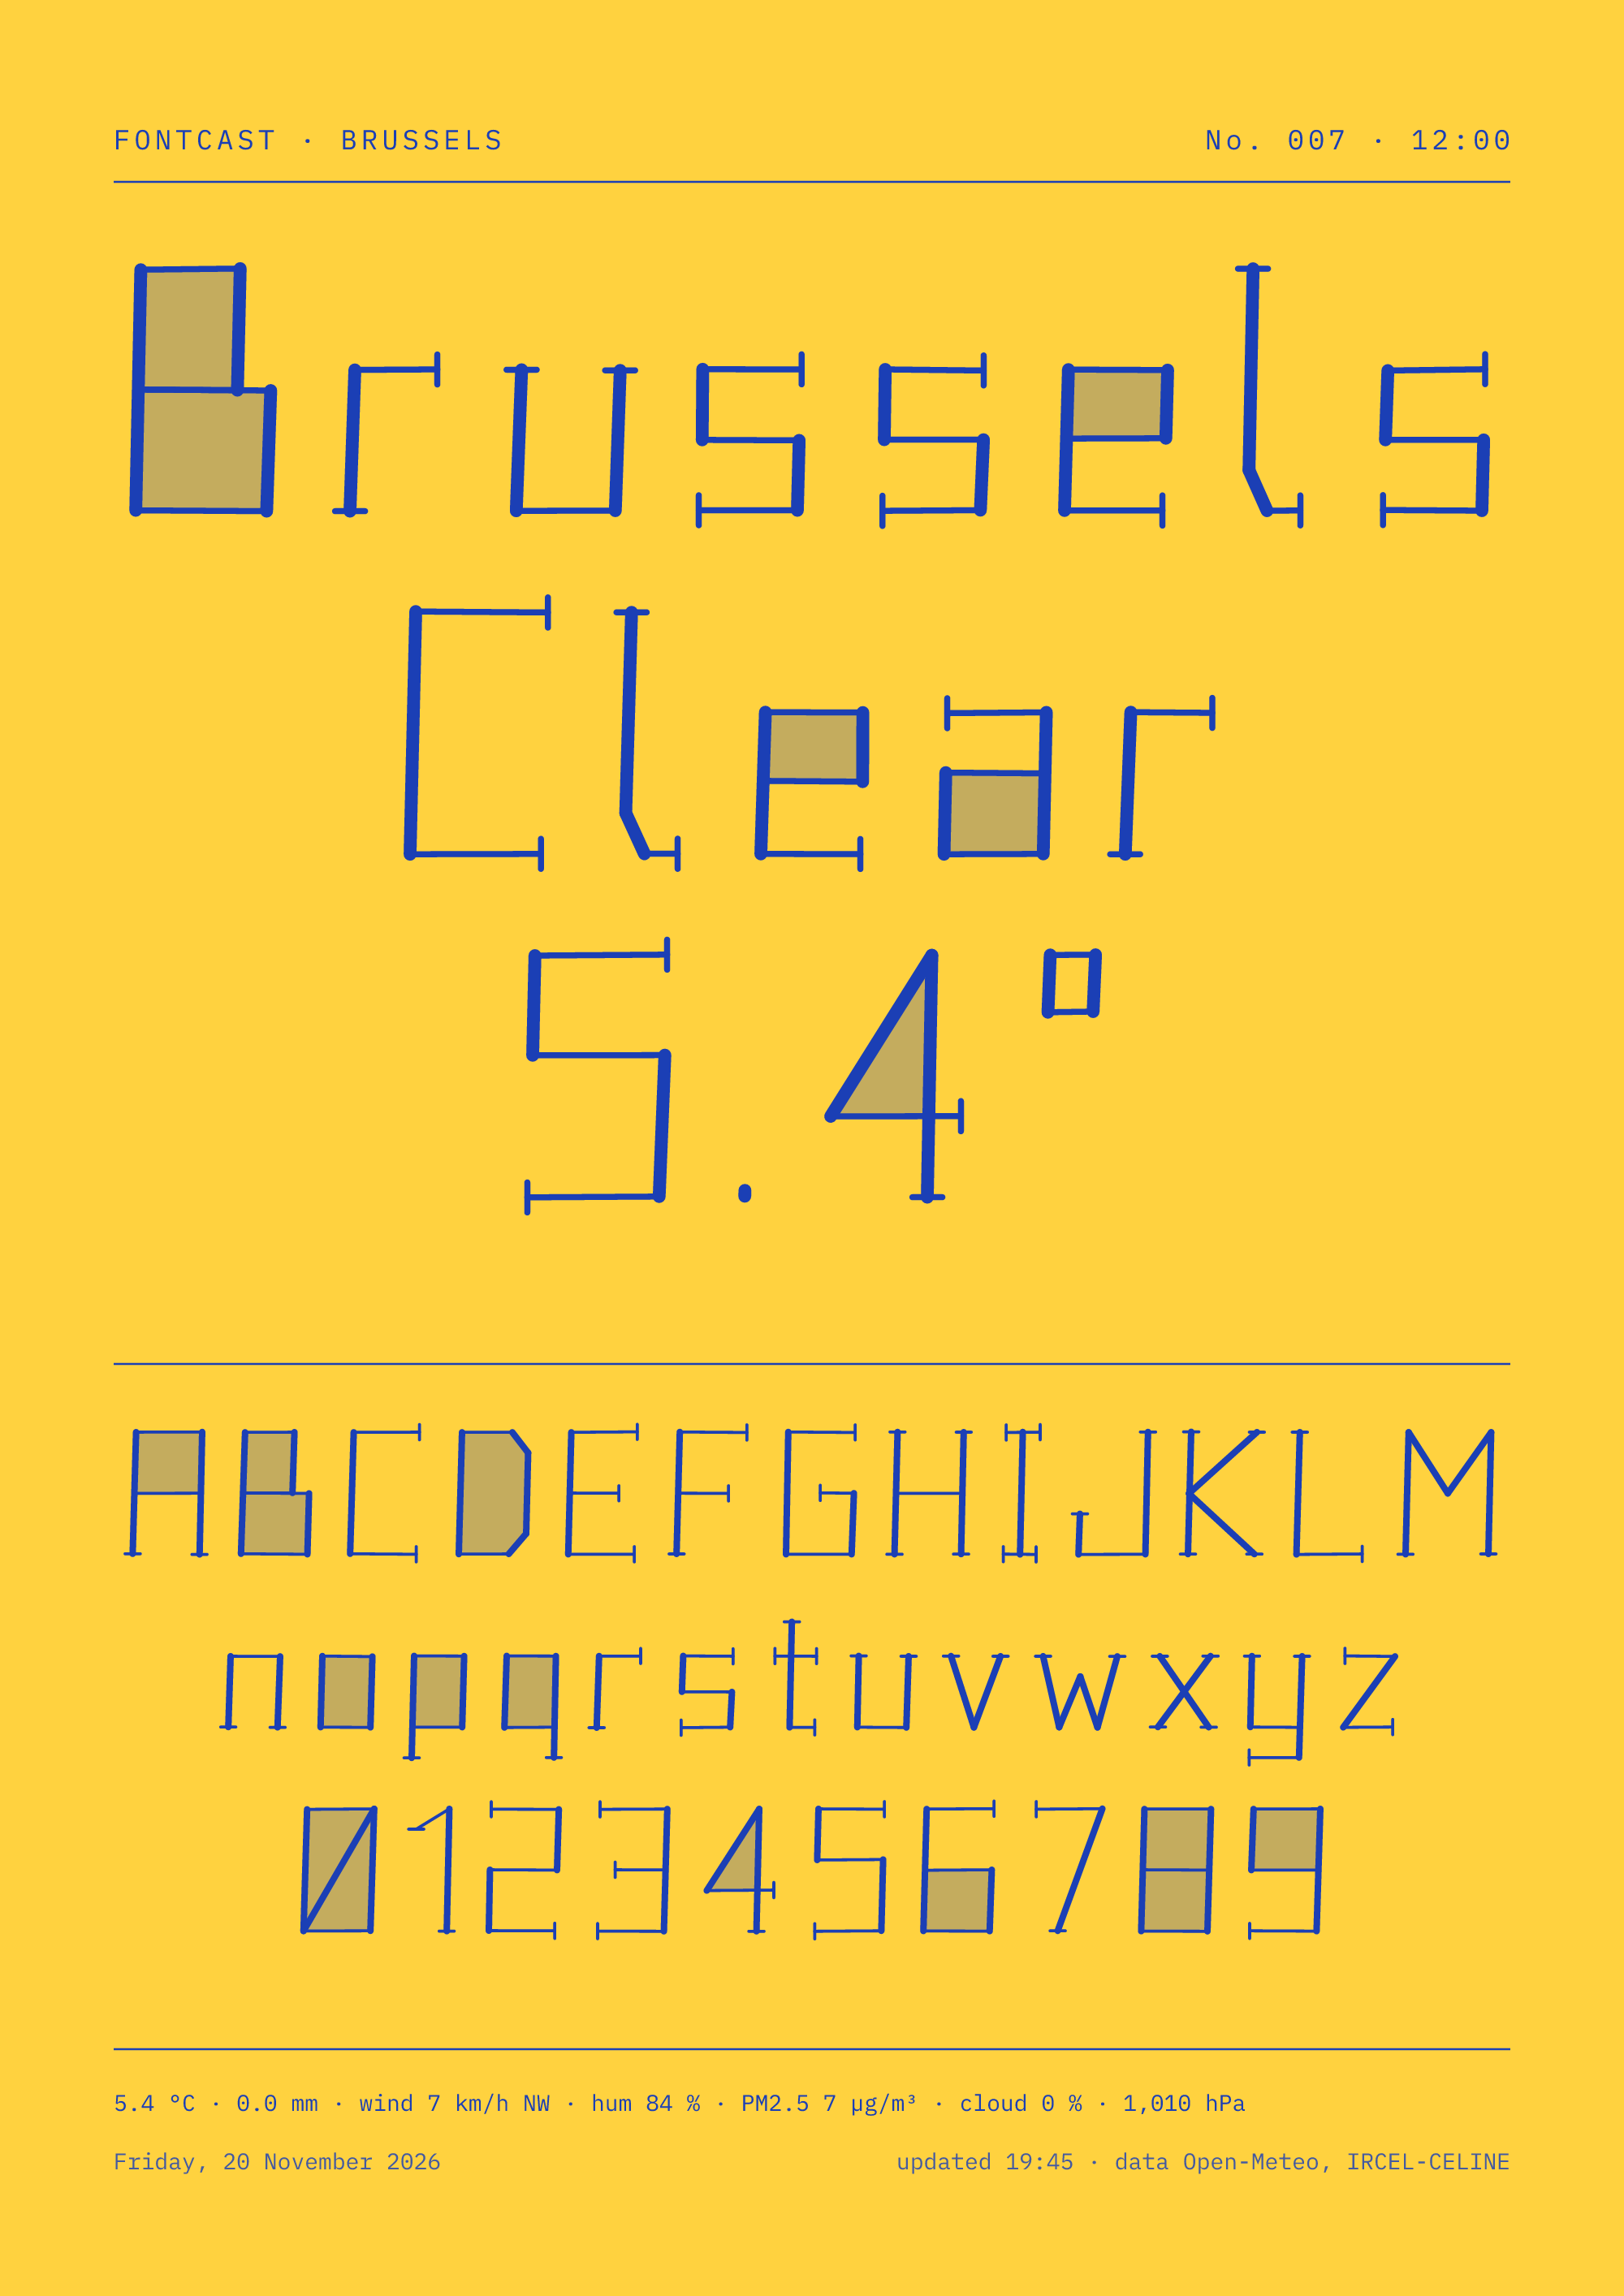 FONTCAST · BRUSSELS
No. 007 · 12:00
Brussels
Clear
5.4°
ABCDEFGHIJKLM
nopqrstuvwxyz
0123456789
5.4 °C · 0.0 mm · wind 7 km/h NW · hum 84 % · PM2.5 7 µg/m³ · cloud 0 % · 1,010 hPa
Friday, 20 November 2026
updated 19:45 · data Open-Meteo, IRCEL-CELINE